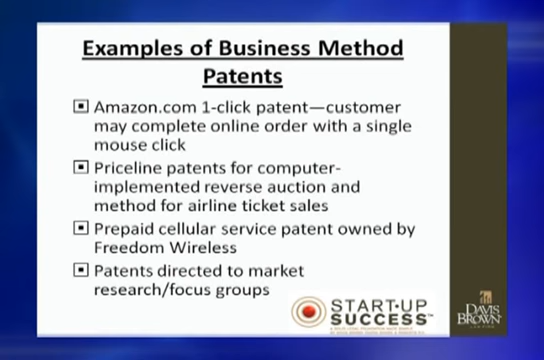 Examples of Business Method
Patents
Amazon.com 1-click patent—customer
may complete online order with a single
mouse click
Priceline patents for computer-
implemented reverse auction and
method for airline ticket sales
Prepaid cellular service patent owned by
Freedom Wireless
Patents directed to market
research/focus groups
START·UP
SUCCESS
DAVIS
BROWN